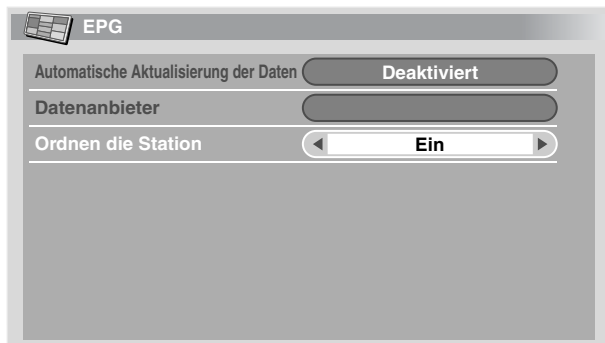 EPG
Automatische Aktualisierung der Daten Deaktiviert
Datenanbieter
Ordnen die Station Ein